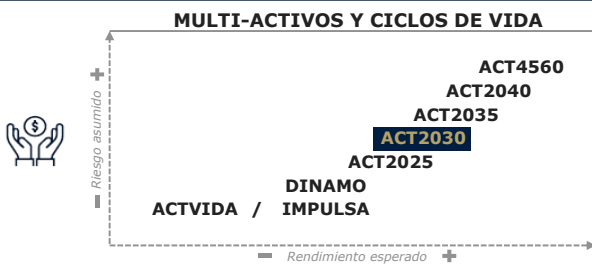 MULTI-ACTIVOS Y CICLOS DE VIDA
ACT4560
ACT2040
ACT2035
ACT2030
ACT2025
DINAMO
ACTVIDA / IMPULSA
Riesgo asumido
Rendimiento esperado